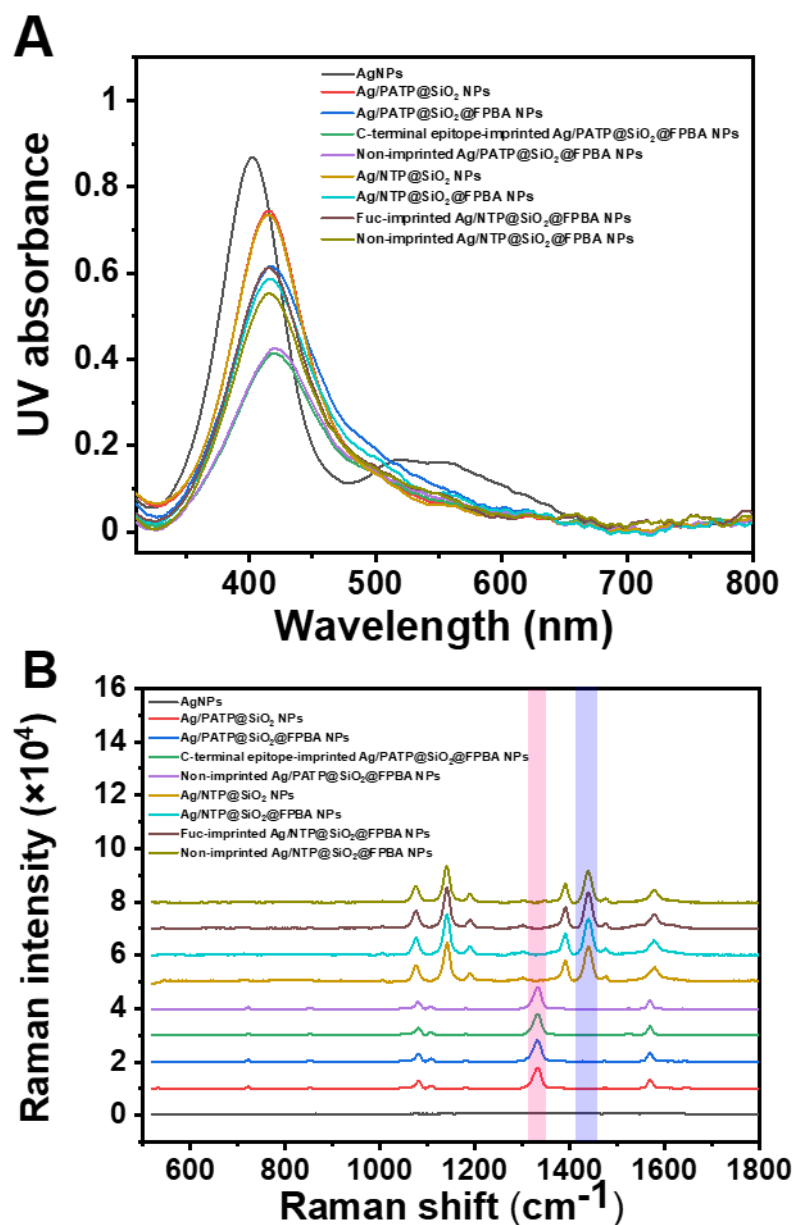 A
AgNPs
Ag/PATP@SiO₂ NPs
Ag/PATP@SiO₂@FPBA NPs
C-terminal epitope-imprinted Ag/PATP@SiO₂@FPBA NPs
Non-imprinted Ag/PATP@SiO₂@FPBA NPs
Ag/NTP@SiO₂ NPs
Ag/NTP@SiO₂@FPBA NPs
Fuc-imprinted Ag/NTP@SiO₂@FPBA NPs
Non-imprinted Ag/NTP@SiO₂@FPBA NPs
UV absorbance
1
0.8
0.6
0.4
0.2
0
400 500 600 700 800
Wavelength (nm)
B
AgNPs
Ag/PATP@SiO₂ NPs
Ag/PATP@SiO₂@FPBA NPs
C-terminal epitope-imprinted Ag/PATP@SiO₂@FPBA NPs
Non-imprinted Ag/PATP@SiO₂@FPBA NPs
Ag/NTP@SiO₂ NPs
Ag/NTP@SiO₂@FPBA NPs
Fuc-imprinted Ag/NTP@SiO₂@FPBA NPs
Non-imprinted Ag/NTP@SiO₂@FPBA NPs
Raman intensity (×10⁴)
16
14
12
10
8
6
4
2
0
600 800 1000 1200 1400 1600 1800
Raman shift (cm⁻¹)